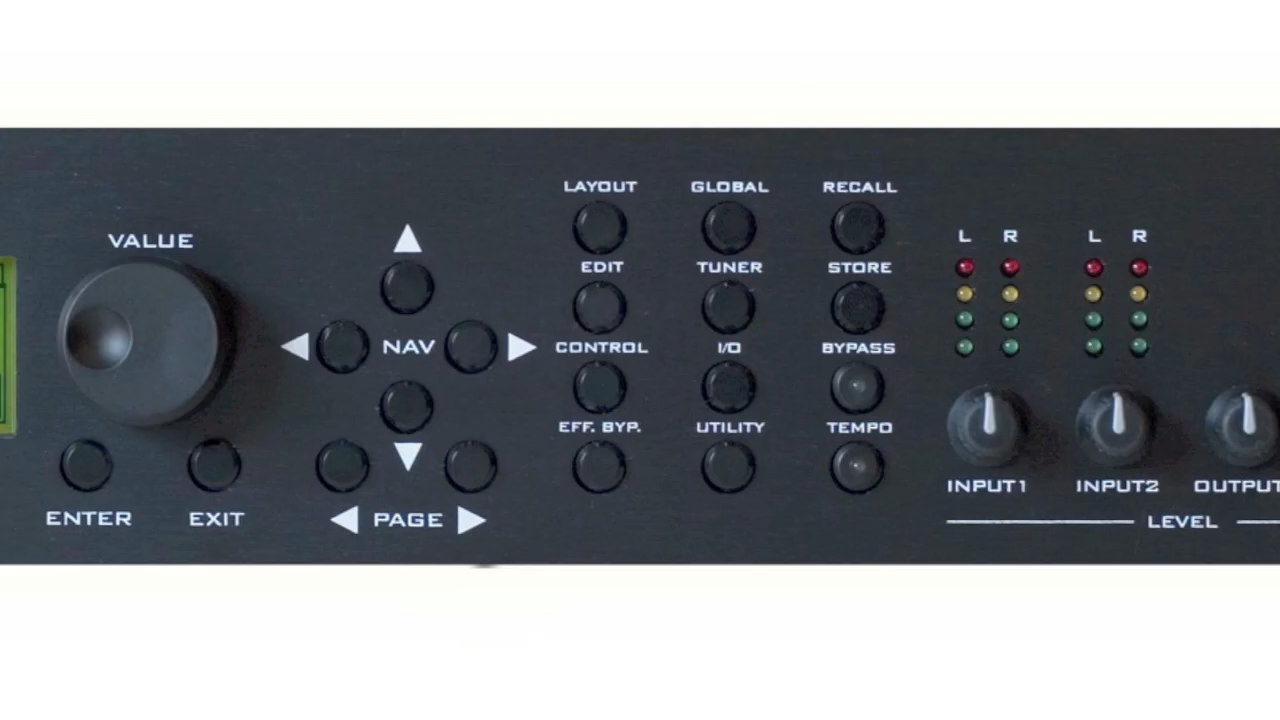 VALUE
ENTER
EXIT
NAV
PAGE
LAYOUT GLOBAL RECALL
EDIT TUNER STORE
CONTROL I/O BYPASS
EFF. BYP. UTILITY TEMPO
L R L R
INPUT1 INPUT2 OUTPUT
LEVEL